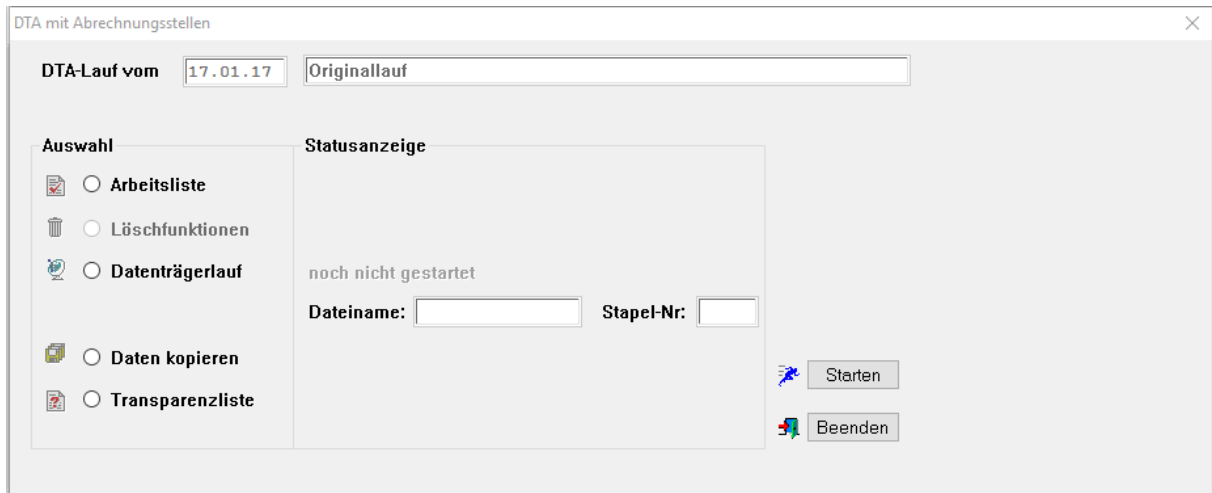 DTA mit Abrechnungsstellen
DTA-Lauf vom 17.01.17 Originallauf
Auswahl Statusanzeige
Arbeitsliste
Löschfunktionen
Datenträgerlauf noch nicht gestartet
Dateiname: Stapel-Nr:
Daten kopieren
Starten
Transparenzliste
Beenden